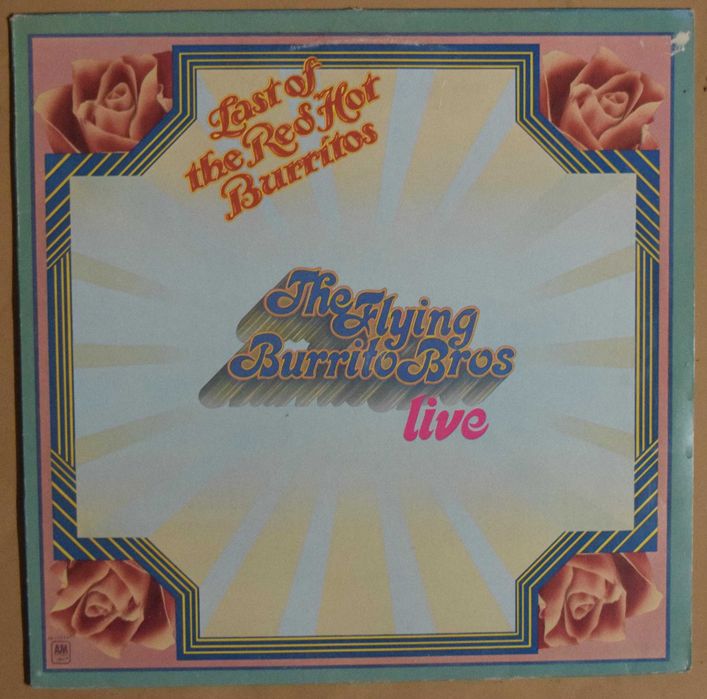 Last of
the Red Hot
Burritos
The Flying
Burrito Bros
live
A&M